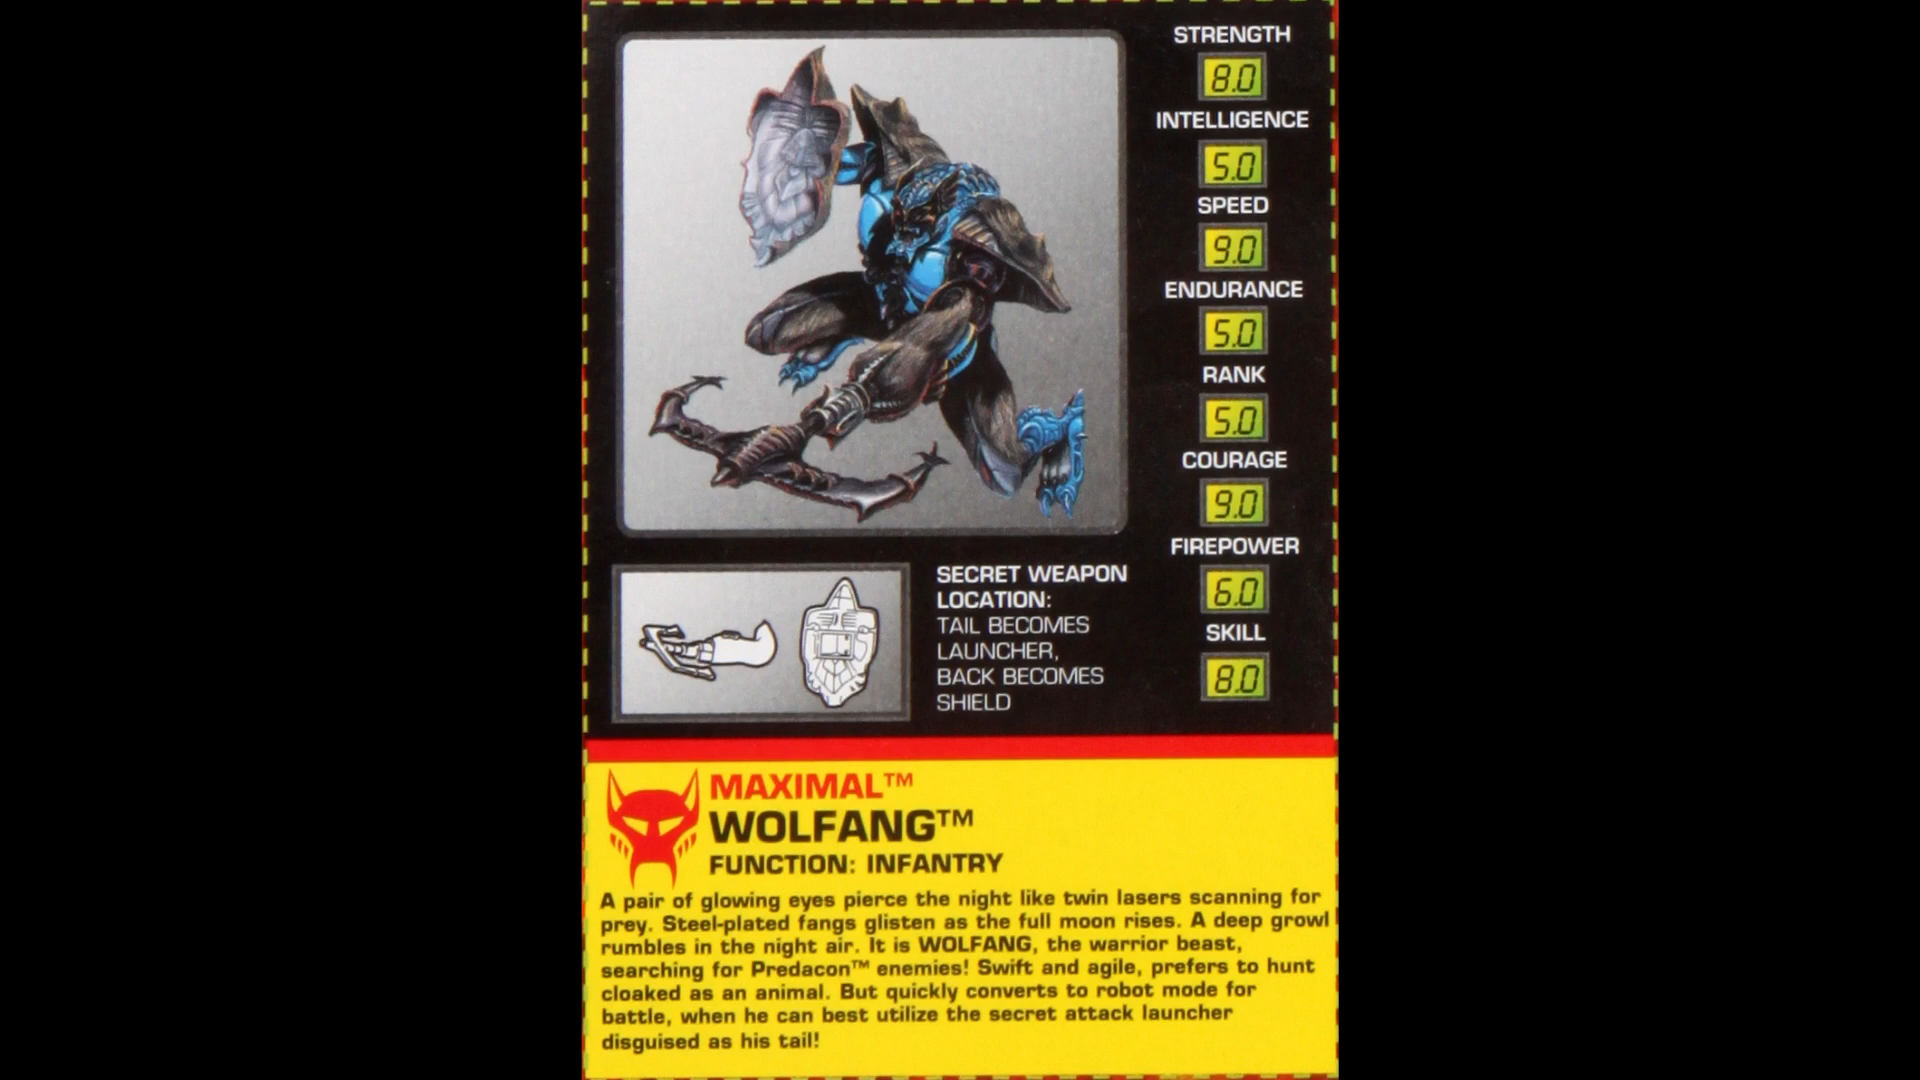 STRENGTH
8.0
INTELLIGENCE
5.0
SPEED
9.0
ENDURANCE
5.0
RANK
5.0
COURAGE
9.0
FIREPOWER
6.0
SKILL
8.0
SECRET WEAPON
LOCATION:
TAIL BECOMES
LAUNCHER,
BACK BECOMES
SHIELD
MAXIMAL™
WOLFANG™
FUNCTION: INFANTRY
A pair of glowing eyes pierce the night like twin lasers scanning for
prey. Steel-plated fangs glisten as the full moon rises. A deep growl
rumbles in the night air. It is WOLFANG, the warrior beast,
searching for Predacon™ enemies! Swift and agile, prefers to hunt
cloaked as an animal. But quickly converts to robot mode for
battle, when he can best utilize the secret attack launcher
disguised as his tail!